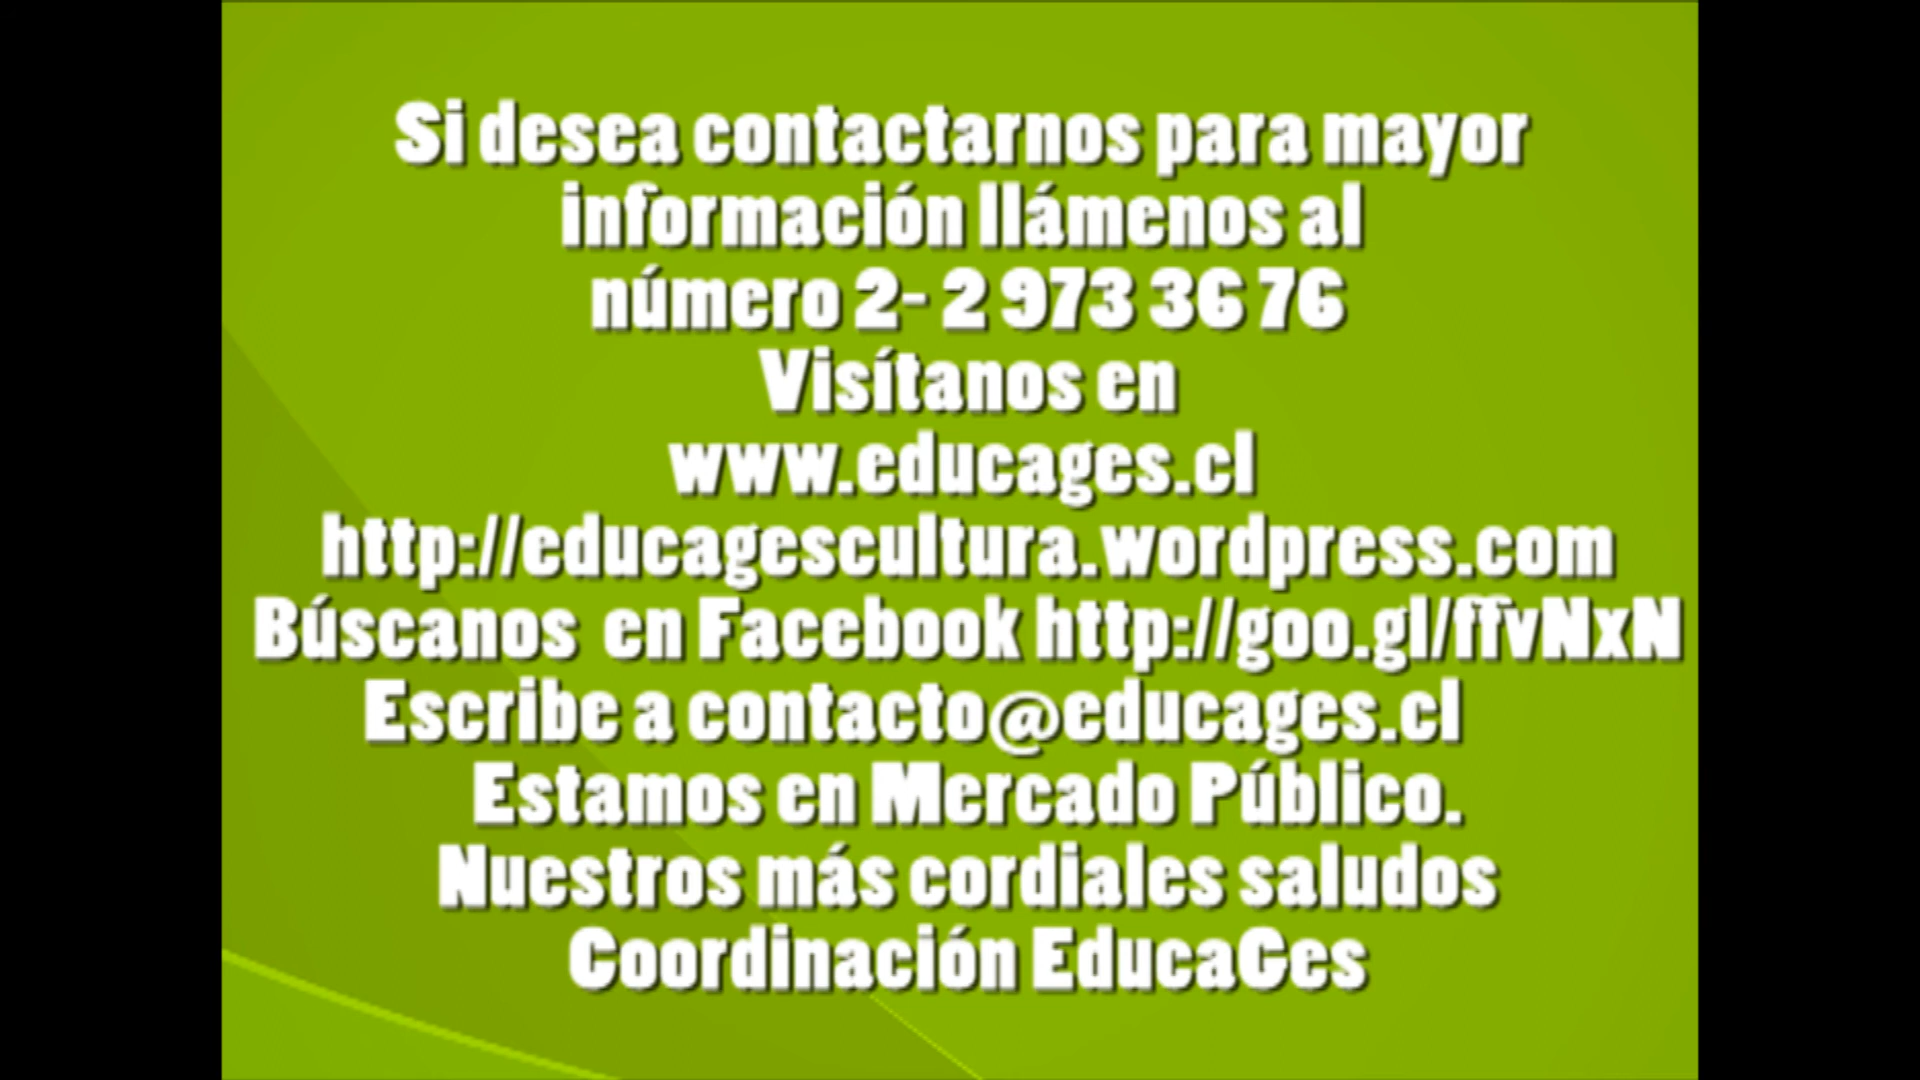 Si desea contactarnos para mayor
información llámenos al
número 2- 2 973 36 76
Visítanos en
www.educages.cl
http://educagescultura.wordpress.com
Búscanos en Facebook http://goo.gl/ffvNxN
Escribe a contacto@educages.cl
Estamos en Mercado Público.
Nuestros más cordiales saludos
Coordinación EducaGes